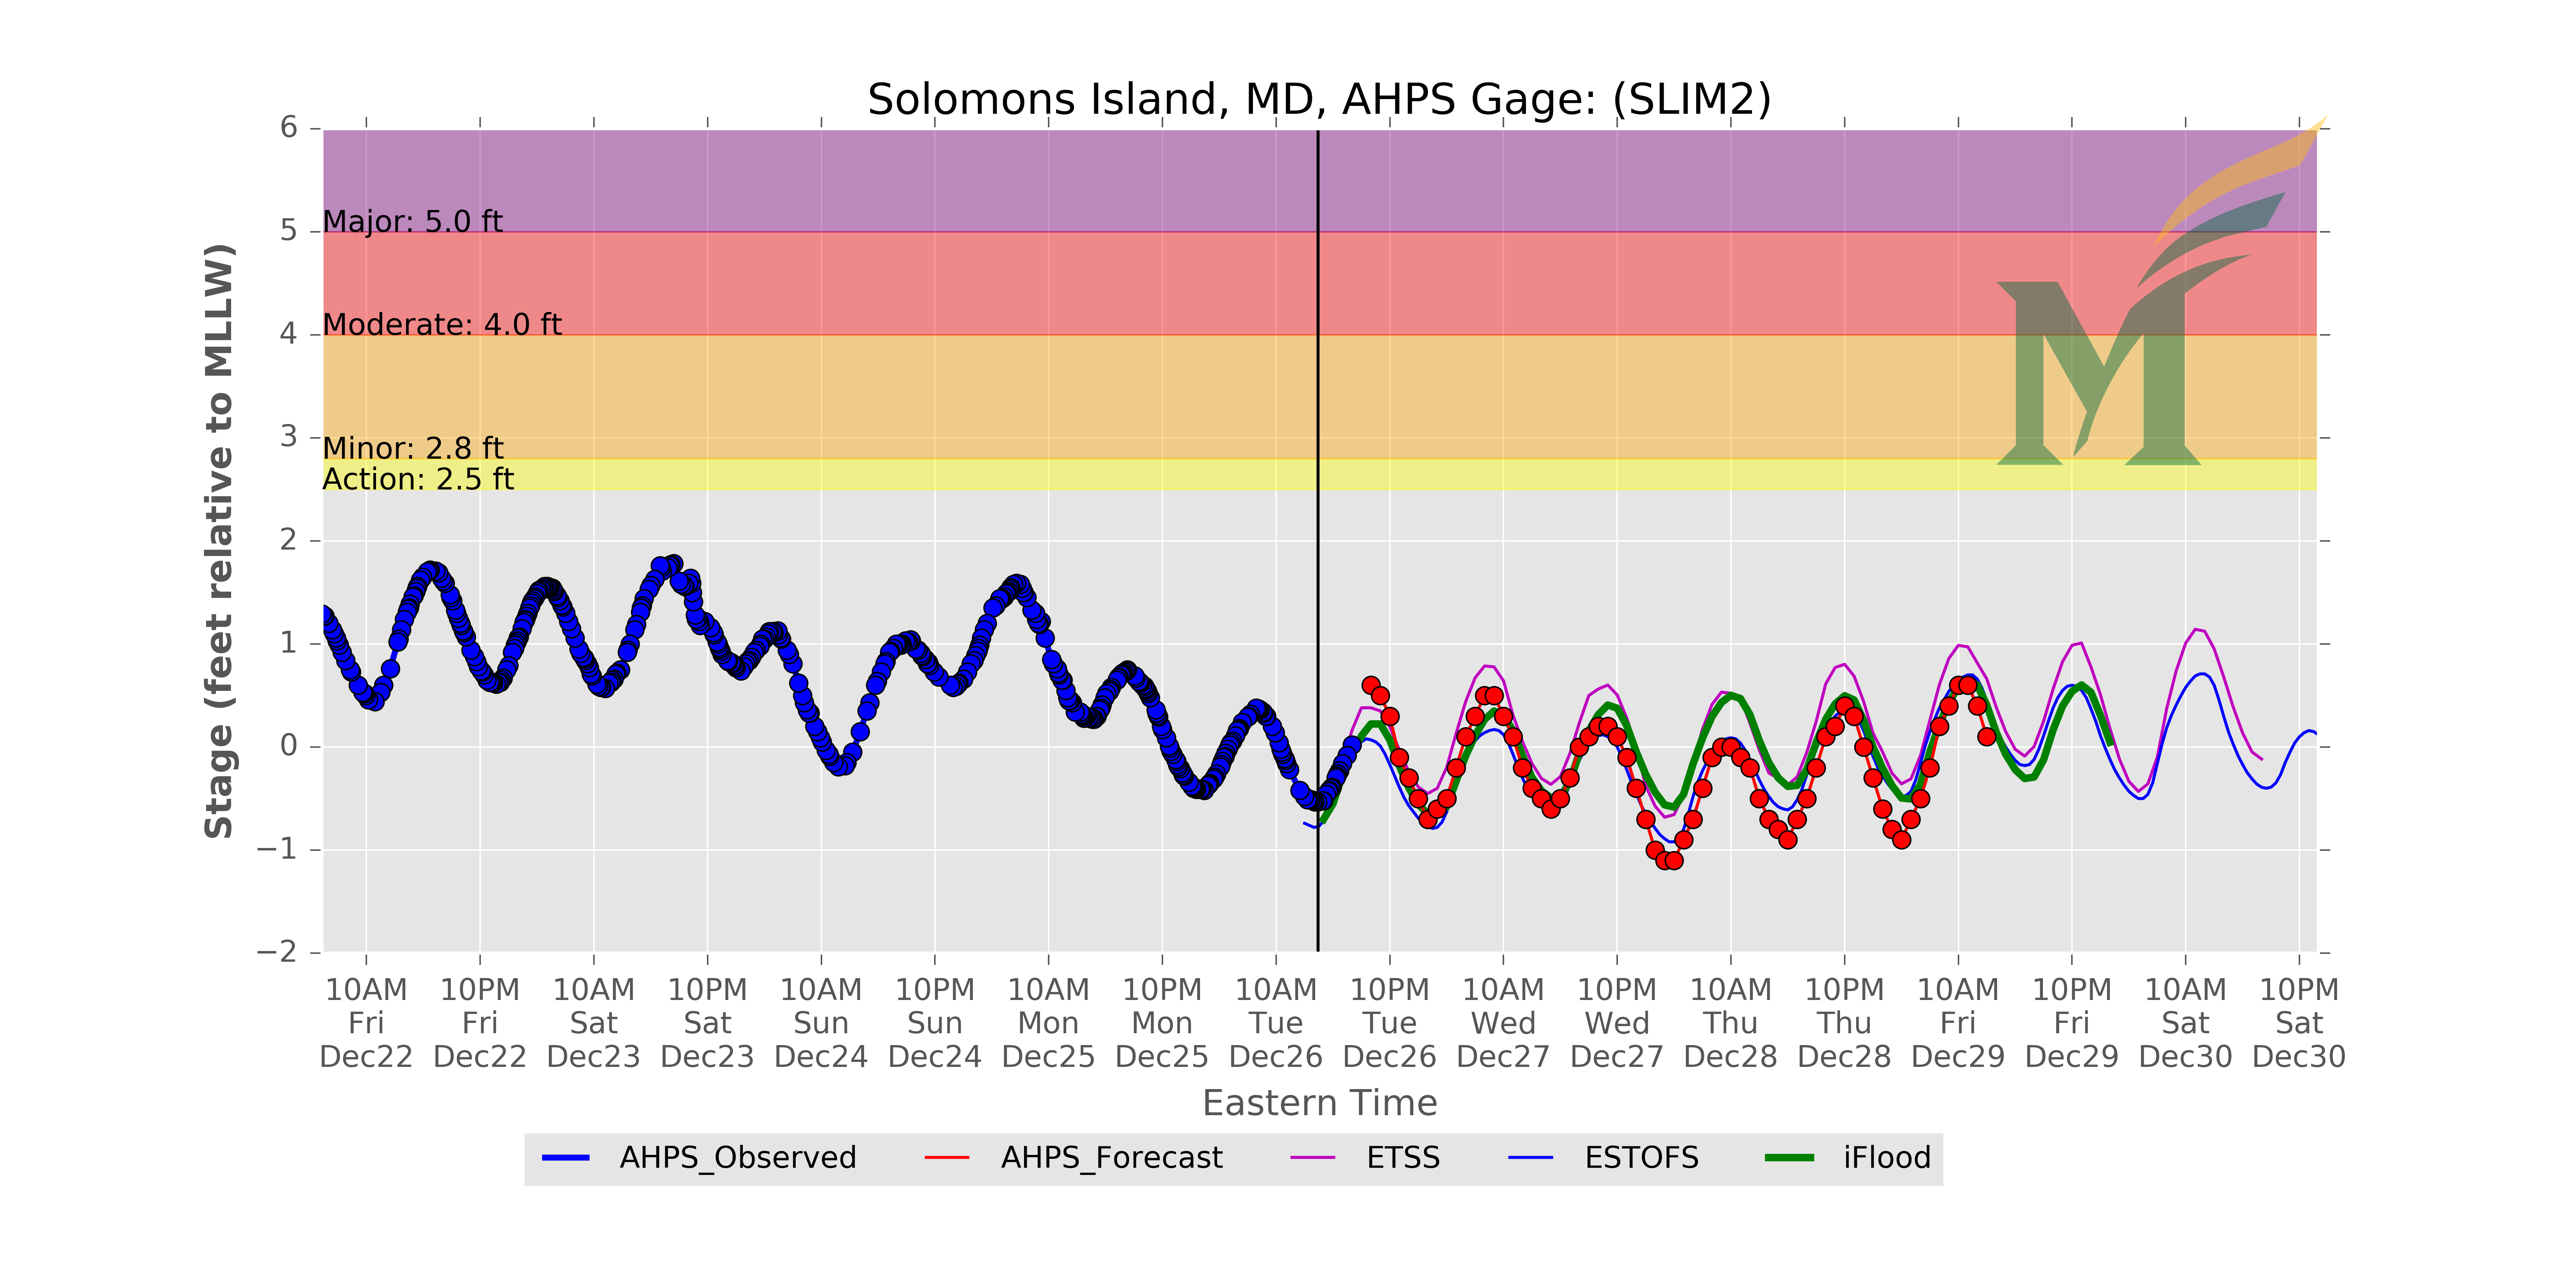 Solomons Island, MD, AHPS Gage: (SLIM2)
6
5
4
3
2
1
0
−1
−2
Stage (feet relative to MLLW)
Major: 5.0 ft
Moderate: 4.0 ft
Minor: 2.8 ft
Action: 2.5 ft
M
10AM 10PM 10AM 10PM 10AM 10PM 10AM 10PM 10AM 10PM 10AM 10PM 10AM 10PM 10AM 10PM 10AM 10PM
Fri Fri Sat Sat Sun Sun Mon Mon Tue Tue Wed Wed Thu Thu Fri Fri Sat Sat
Dec22 Dec22 Dec23 Dec23 Dec24 Dec24 Dec25 Dec25 Dec26 Dec26 Dec27 Dec27 Dec28 Dec28 Dec29 Dec29 Dec30 Dec30
Eastern Time
AHPS_Observed AHPS_Forecast ETSS ESTOFS iFlood